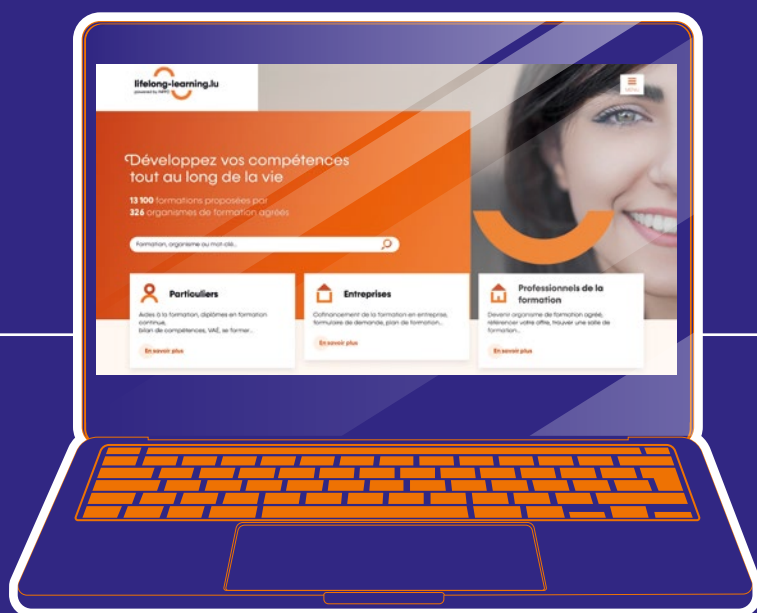 lifelong-learning.lu
powered by INFPC
MENU
Développez vos compétences
tout au long de la vie
13 100 formations proposées par
326 organismes de formation agréés
Formation, organisme ou mot-clé...
Particuliers
Aides à la formation, diplômes en formation
continue,
bilan de compétences, VAE, se former...
En savoir plus
Entreprises
Cofinancement de la formation en entreprise,
formulaire de demande, plan de formation...
En savoir plus
Professionnels de la
formation
Devenir organisme de formation agréé,
référencer votre offre, trouver une salle de
formation...
En savoir plus